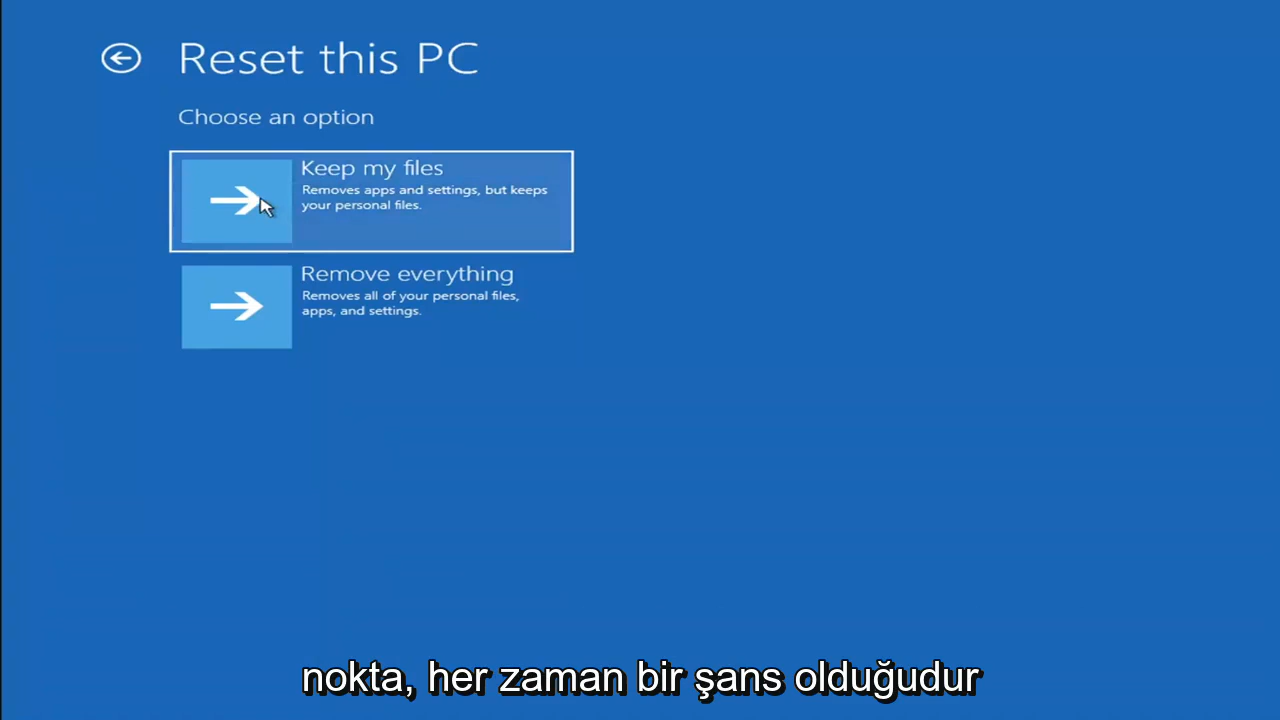 Reset this PC
Choose an option
Keep my files
Removes apps and settings, but keeps
your personal files.
Remove everything
Removes all of your personal files,
apps, and settings.
nokta, her zaman bir şans olduğudur